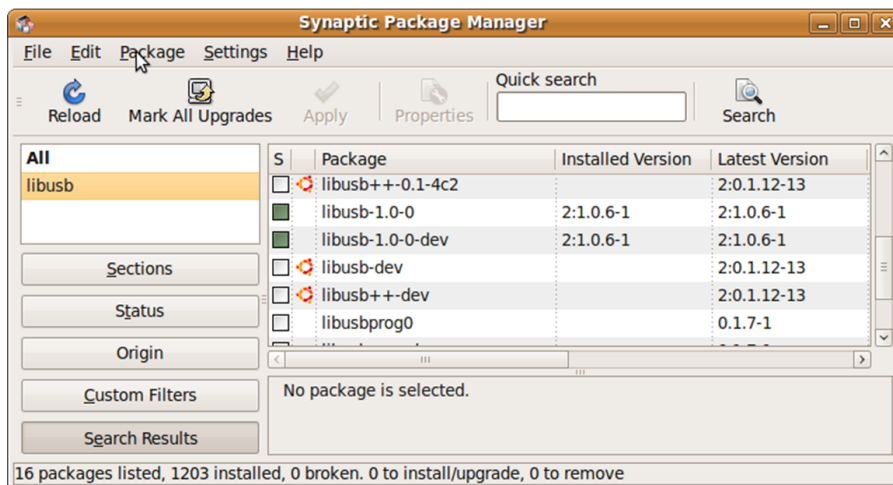 Synaptic Package Manager
File Edit Package Settings Help
Reload Mark All Upgrades Apply Properties Quick search Search
All
libusb
Sections
Status
Origin
Custom Filters
Search Results
S Package Installed Version Latest Version
libusb++-0.1-4c2 2:0.1.12-13
libusb-1.0-0 2:1.0.6-1 2:1.0.6-1
libusb-1.0-0-dev 2:1.0.6-1 2:1.0.6-1
libusb-dev 2:0.1.12-13
libusb++-dev 2:0.1.12-13
libusbprog0 0.1.7-1
No package is selected.
16 packages listed, 1203 installed, 0 broken. 0 to install/upgrade, 0 to remove